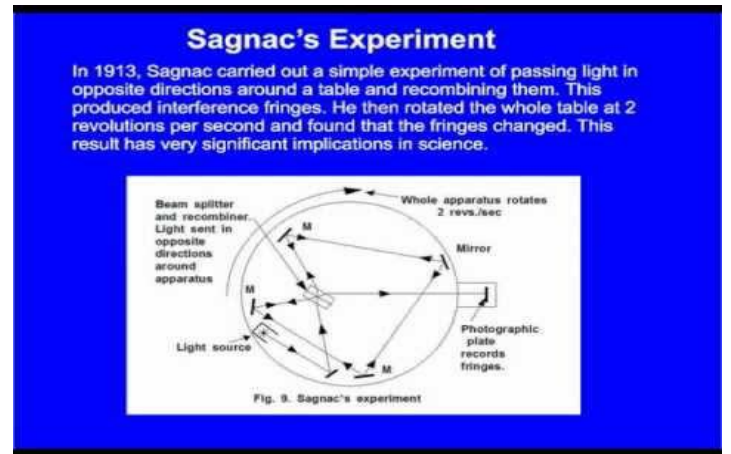 Sagnac's Experiment
In 1913, Sagnac carried out a simple experiment of passing light in
opposite directions around a table and recombining them. This
produced interference fringes. He then rotated the whole table at 2
revolutions per second and found that the fringes changed. This
result has very significant implications in science.
Beam splitter
and recombiner.
Light sent in
opposite
directions
around
apparatus
Whole apparatus rotates
2 revs./sec
M
Mirror
M
Light source
M
Photographic
plate
records
fringes.
Fig. 9. Sagnac's experiment